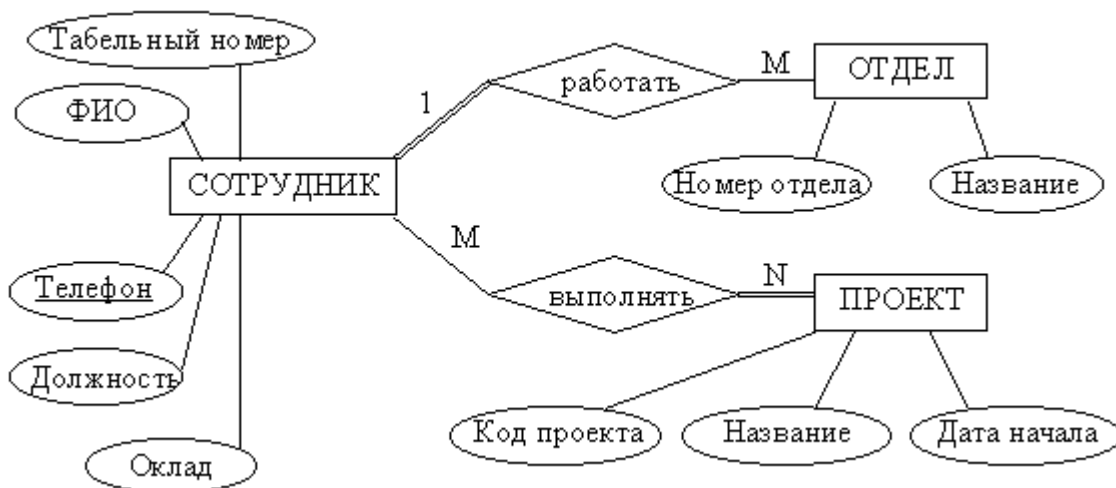 Табельный номер
ФИО
СОТРУДНИК
Телефон
Должность
Оклад
1
работать
М
ОТДЕЛ
Номер отдела
Название
М
выполнять
N
ПРОЕКТ
Код проекта
Название
Дата начала